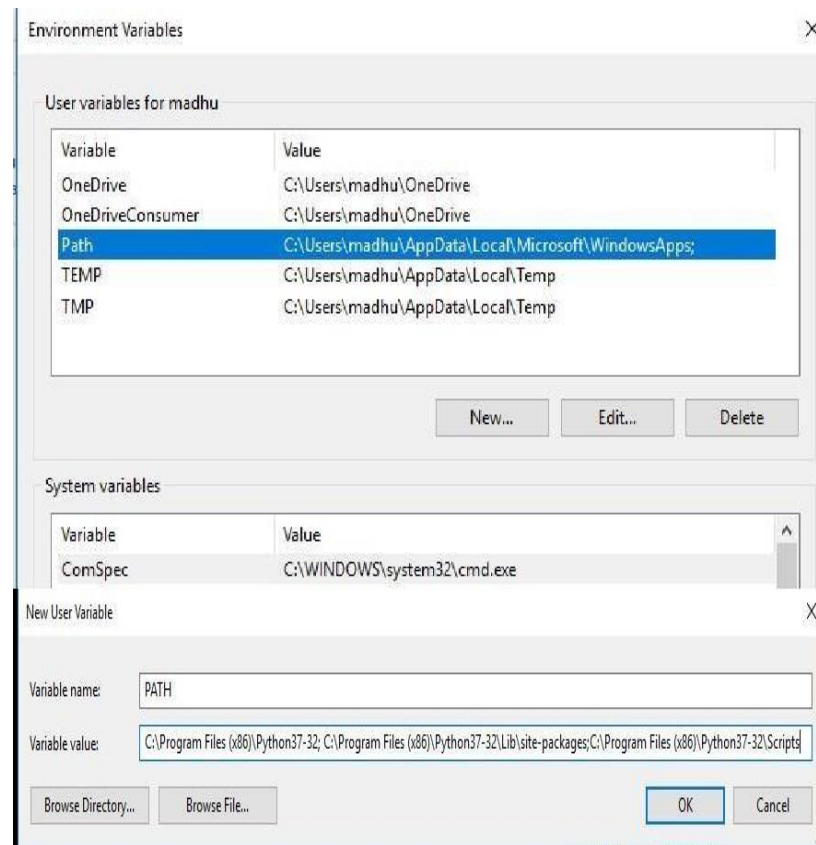 Environment Variables
User variables for madhu
Variable Value
OneDrive C:\Users\madhu\OneDrive
OneDriveConsumer C:\Users\madhu\OneDrive
Path C:\Users\madhu\AppData\Local\Microsoft\WindowsApps;
TEMP C:\Users\madhu\AppData\Local\Temp
TMP C:\Users\madhu\AppData\Local\Temp
New... Edit... Delete
System variables
Variable Value
ComSpec C:\WINDOWS\system32\cmd.exe
New User Variable
Variable name: PATH
Variable value: C:\Program Files (x86)\Python37-32; C:\Program Files (x86)\Python37-32\Lib\site-packages;C:\Program Files (x86)\Python37-32\Scripts
Browse Directory... Browse File... OK Cancel